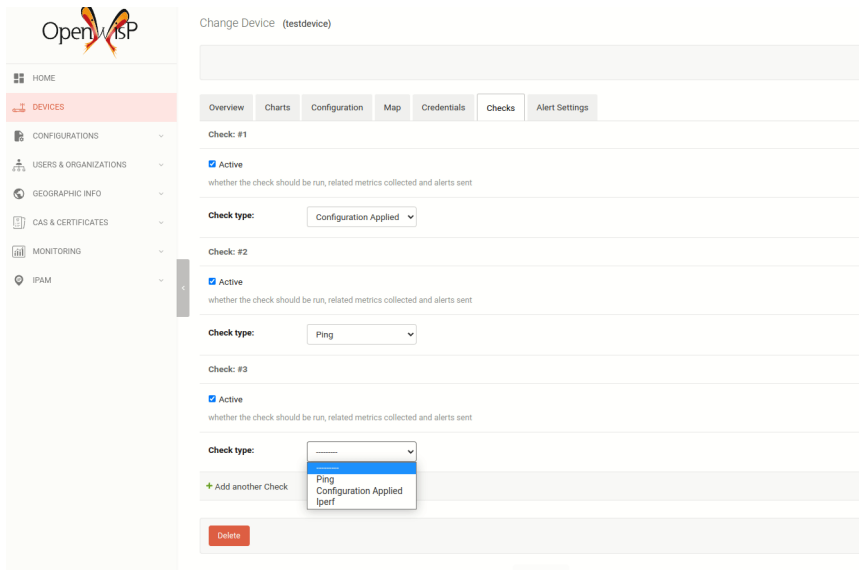 OpenWiSP
Change Device (testdevice)
HOME
DEVICES
CONFIGURATIONS
USERS & ORGANIZATIONS
GEOGRAPHIC INFO
CAS & CERTIFICATES
MONITORING
IPAM
Overview Charts Configuration Map Credentials Checks Alert Settings
Check: #1
Active
whether the check should be run, related metrics collected and alerts sent
Check type: Configuration Applied
Check: #2
Active
whether the check should be run, related metrics collected and alerts sent
Check type: Ping
Check: #3
Active
whether the check should be run, related metrics collected and alerts sent
Check type: ---------
---------
Ping
Configuration Applied
Iperf
+ Add another Check
Delete